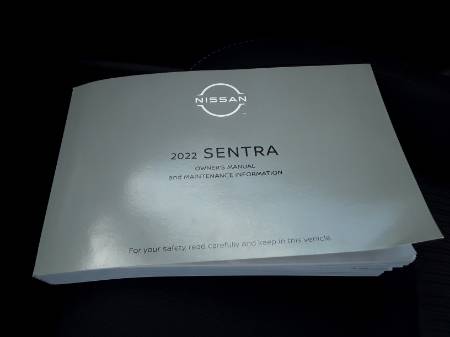 NISSAN
2022 SENTRA
OWNER'S MANUAL
and MAINTENANCE INFORMATION
For your safety, read carefully and keep in this vehicle.